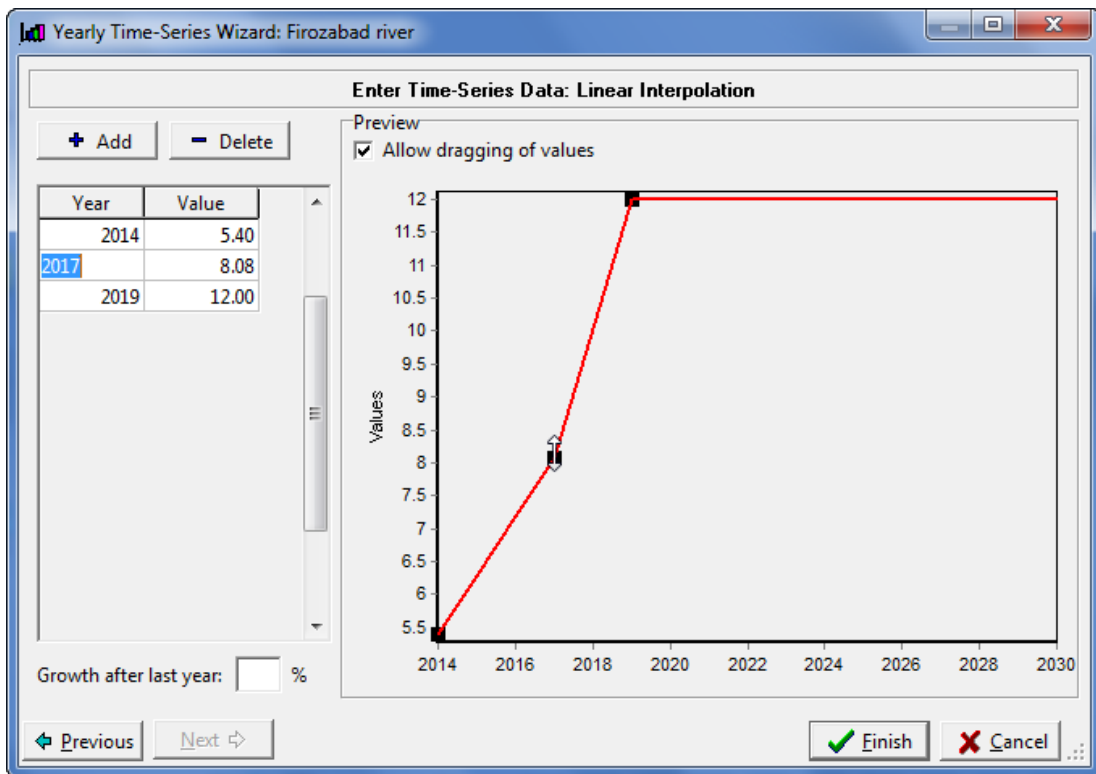 Yearly Time-Series Wizard: Firozabad river
Enter Time-Series Data: Linear Interpolation
Add
Delete
Year Value
2014 5.40
2017 8.08
2019 12.00
Growth after last year: %
Preview
Allow dragging of values
Values
12
11.5
11
10.5
10
9.5
9
8.5
8
7.5
7
6.5
6
5.5
2014 2016 2018 2020 2022 2024 2026 2028 2030
Previous
Next
Finish
Cancel